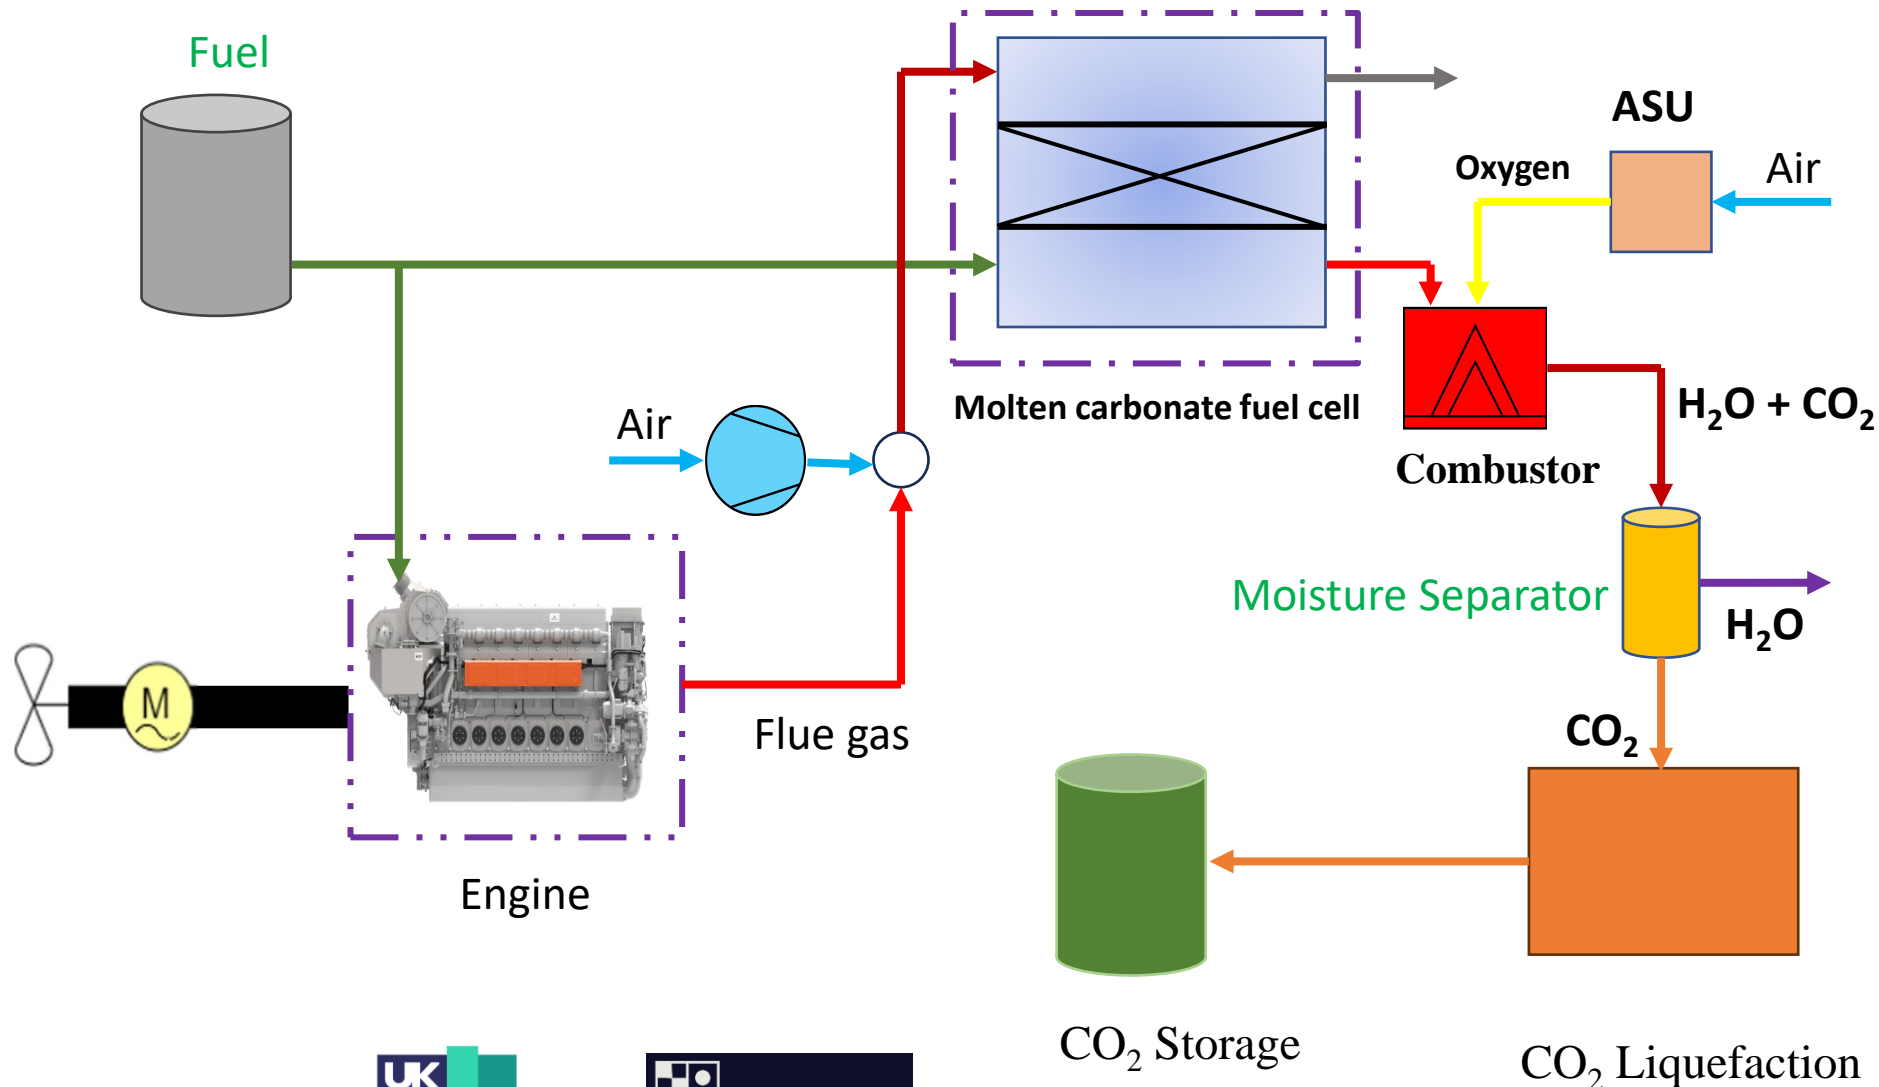 Fuel
ASU
Oxygen
Air
Molten carbonate fuel cell
Air
H₂O + CO₂
Combustor
Moisture Separator
H₂O
M
Flue gas
CO₂
Engine
CO₂ Storage
CO₂ Liquefaction
UK